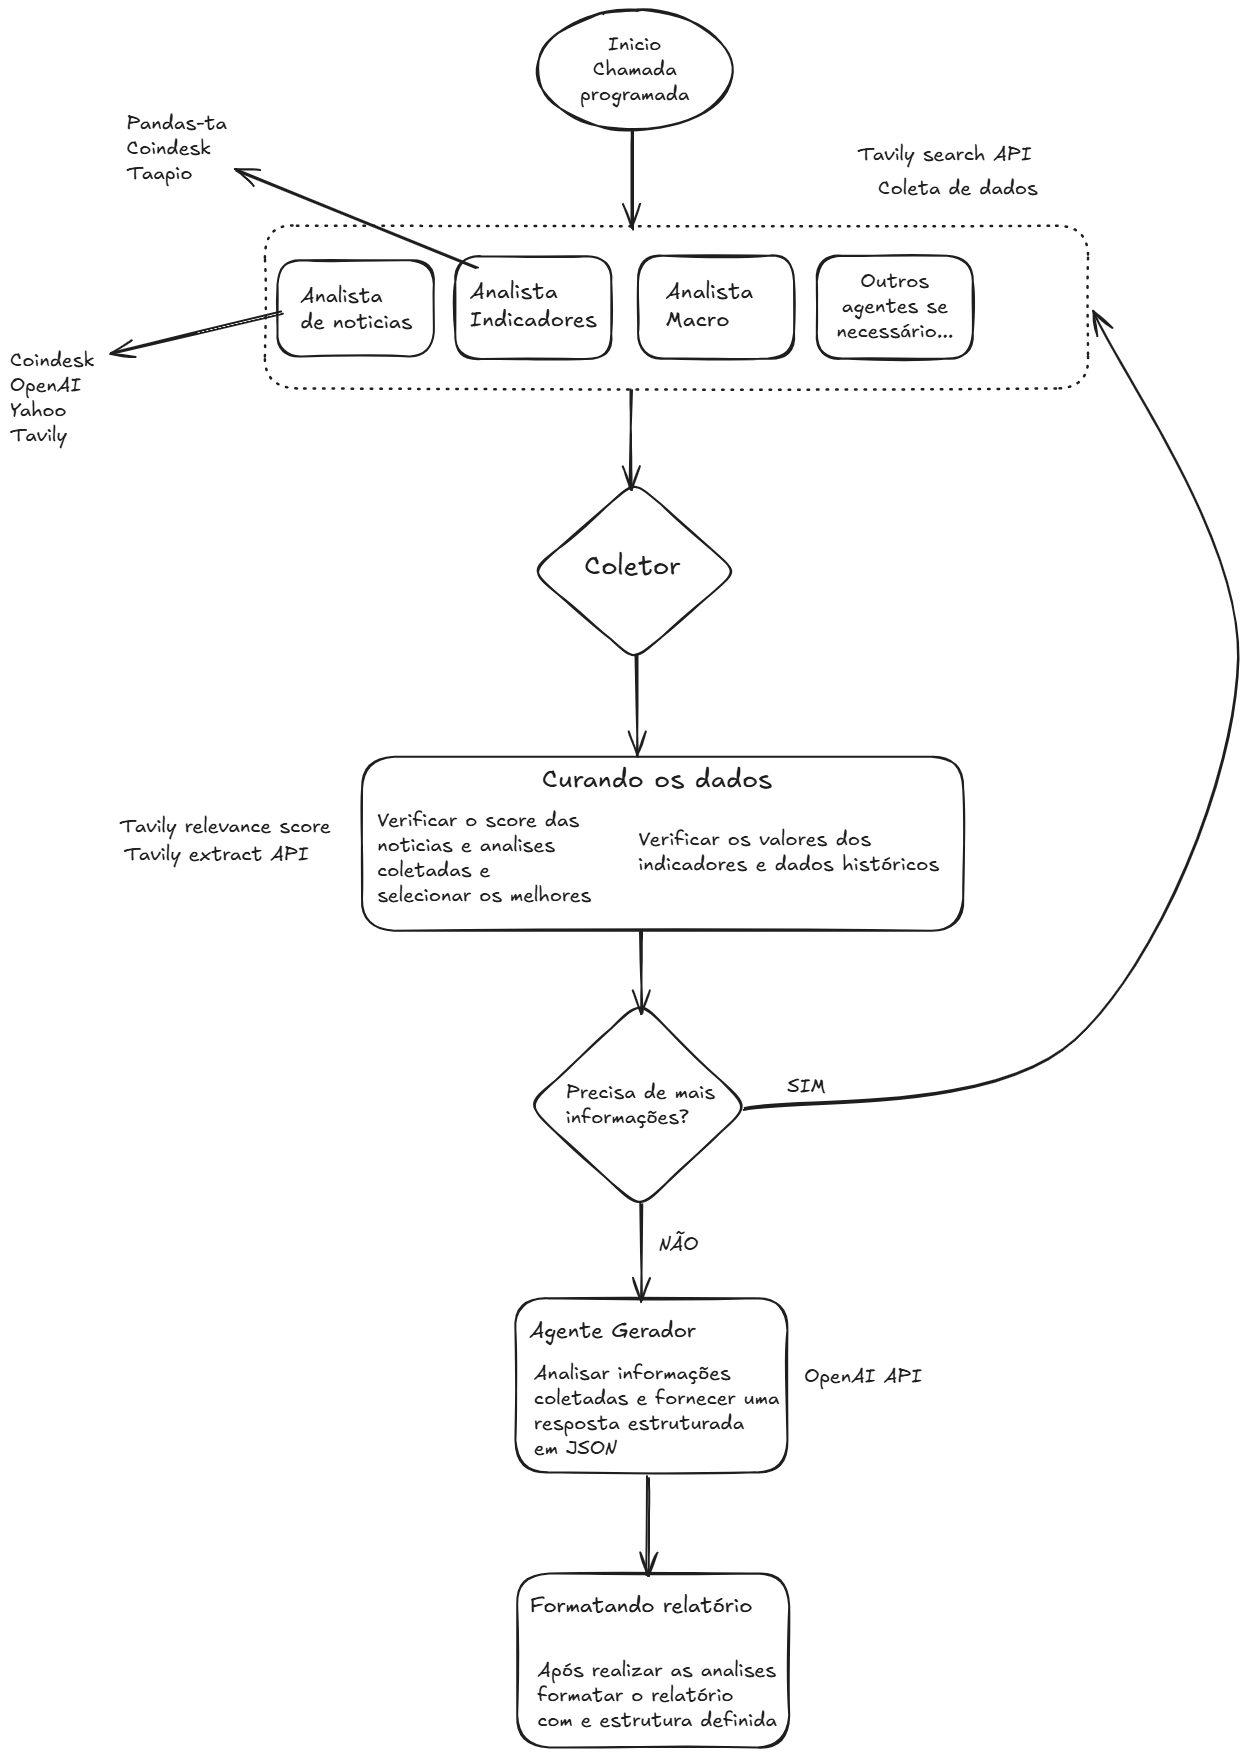 Inicio
Chamada
programada
Pandas-ta
Coindesk
Taapio
Tavily search API
Coleta de dados
Analista
de noticias
Analista
Indicadores
Analista
Macro
Outros
agentes se
necessário...
Coindesk
OpenAI
Yahoo
Tavily
Coletor
Curando os dados
Verificar o score das
noticias e analises
coletadas e
selecionar os melhores
Verificar os valores dos
indicadores e dados históricos
Tavily relevance score
Tavily extract API
Precisa de mais
informações?
SIM
NÃO
Agente Gerador
Analisar informações
coletadas e fornecer uma
resposta estruturada
em JSON
OpenAI API
Formatando relatório
Após realizar as analises
formatar o relatório
com e estrutura definida